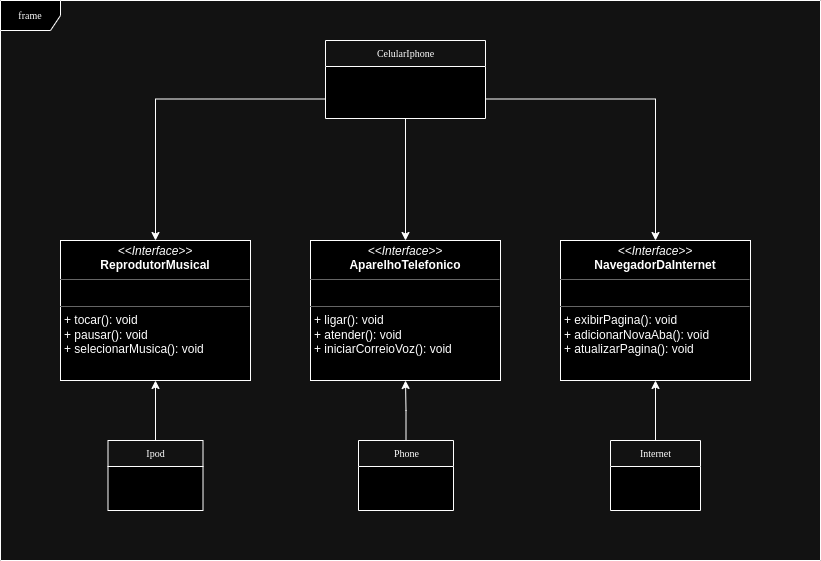 frame
CelularIphone
<<Interface>>
ReprodutorMusical
+ tocar(): void
+ pausar(): void
+ selecionarMusica(): void
<<Interface>>
AparelhoTelefonico
+ ligar(): void
+ atender(): void
+ iniciarCorreioVoz(): void
<<Interface>>
NavegadorDaInternet
+ exibirPagina(): void
+ adicionarNovaAba(): void
+ atualizarPagina(): void
Ipod
Phone
Internet